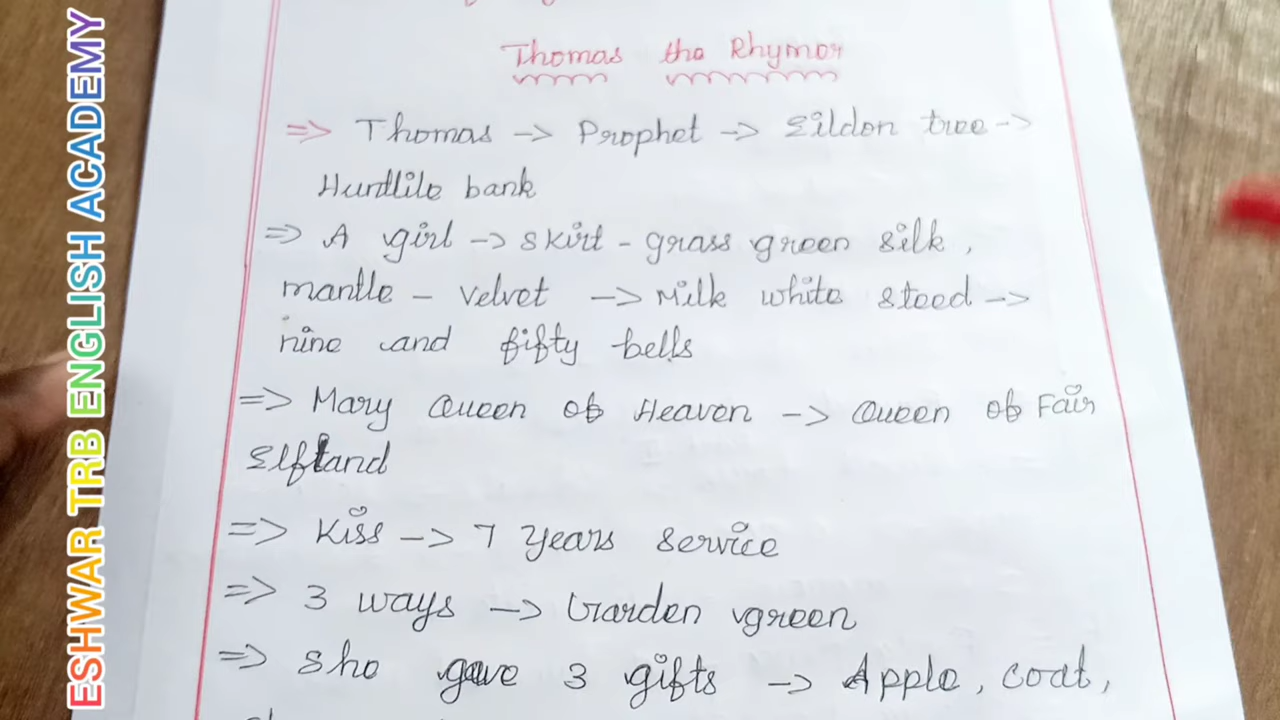 Thomas the Rhymer
=> Thomas -> Prophet -> Eildon tree ->
Huntlile bank
=> A girl -> skirt - grass green silk,
mantle - velvet -> Milk white steed ->
nine and fifty bells
=> Mary Queen of Heaven -> Queen of Fair
Elfland
=> Kiss -> 7 Years service
=> 3 ways -> Garden green
=> she gave 3 gifts -> Apple, coat,
ESHWAR TRB ENGLISH ACADEMY